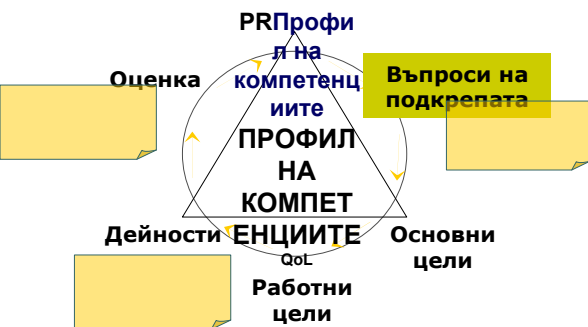 PRПрофи
л на
компетенц
иите
Оценка
Въпроси на
подкрепата
ПРОФИЛ
НА
КОМПЕТ
ЕНЦИИТЕ
Дейности
Основни
цели
QoL
Работни
цели